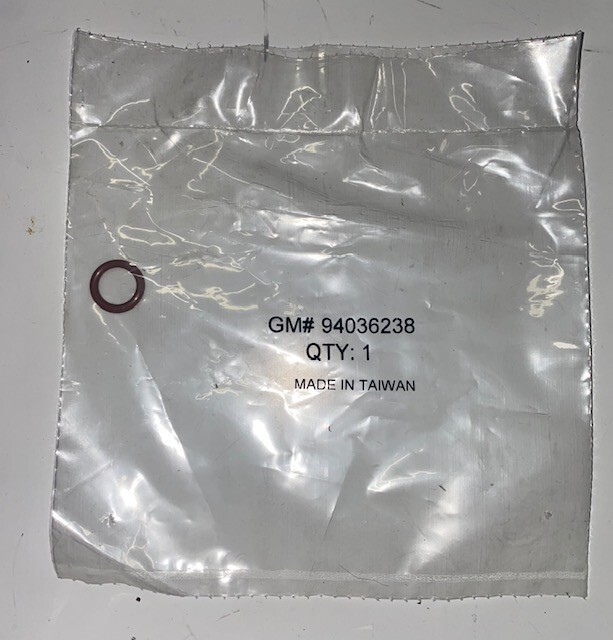 GM# 94036238
QTY: 1
MADE IN TAIWAN